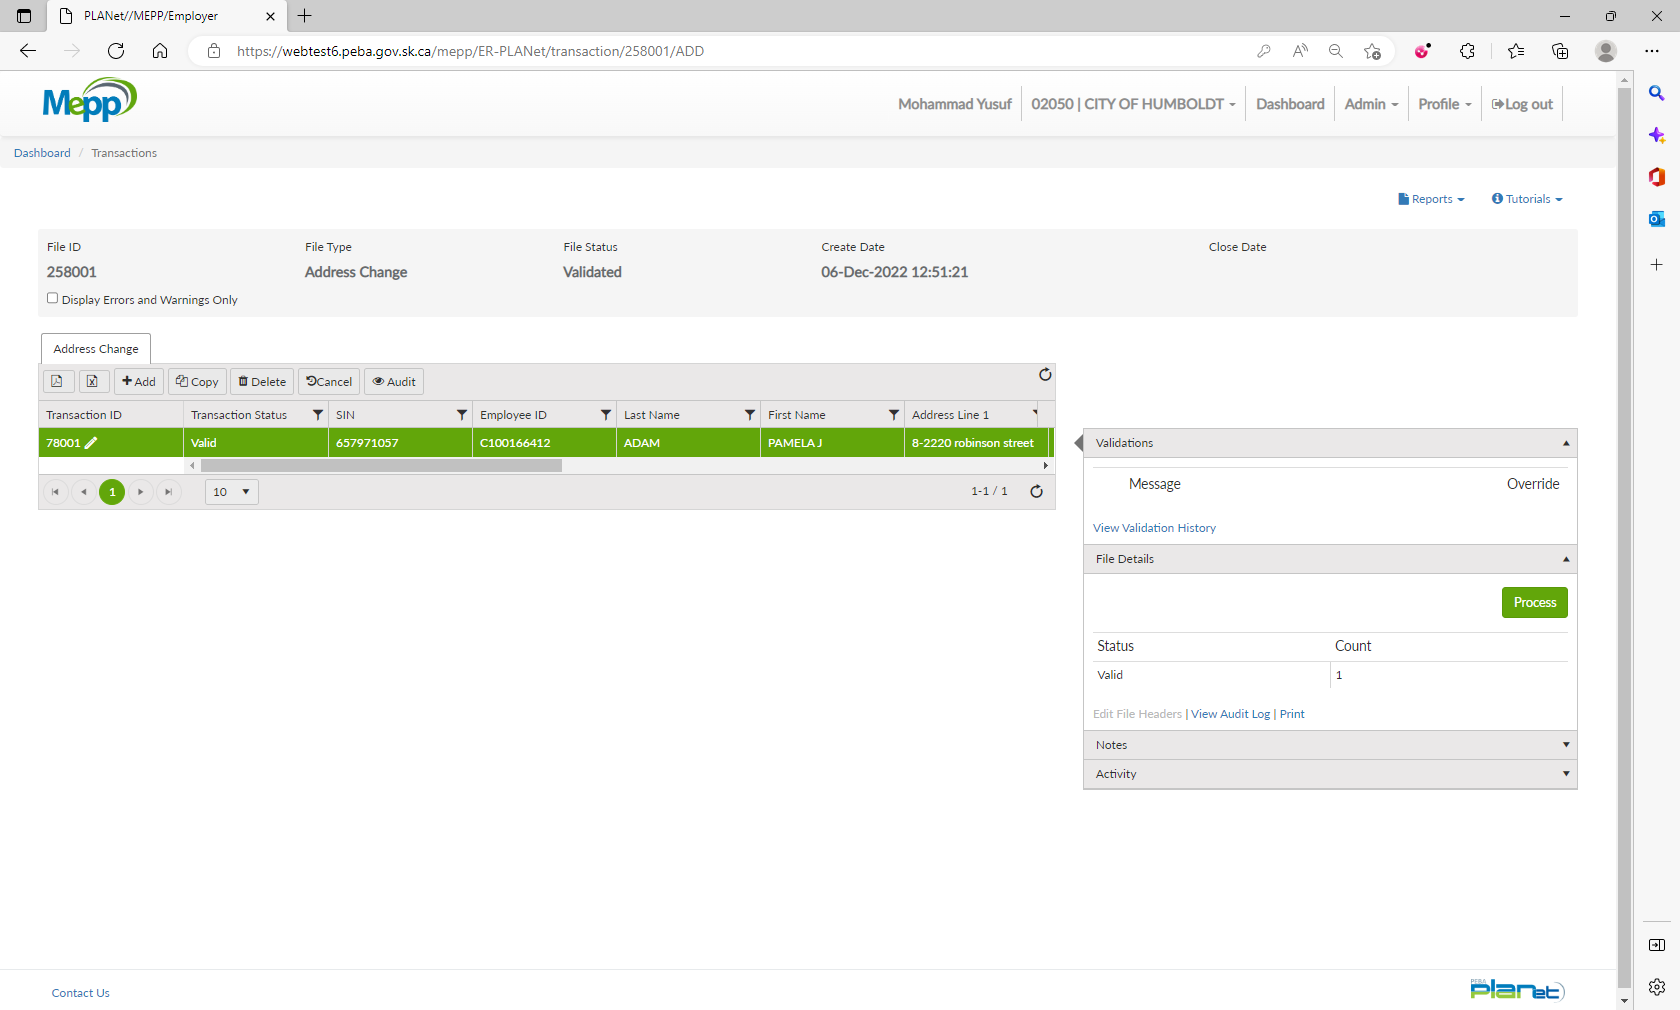 PLANet//MEPP/Employer
https://webtest6.peba.gov.sk.ca/mepp/ER-PLANet/transaction/258001/ADD
Mepp
Mohammad Yusuf
02050 | CITY OF HUMBOLDT
Dashboard
Admin
Profile
Log out
Dashboard / Transactions
Reports
Tutorials
File ID
File Type
File Status
Create Date
Close Date
258001
Address Change
Validated
06-Dec-2022 12:51:21
Display Errors and Warnings Only
Address Change
Add
Copy
Delete
Cancel
Audit
Transaction ID
Transaction Status
SIN
Employee ID
Last Name
First Name
Address Line 1
78001
Valid
657971057
C100166412
ADAM
PAMELA J
8-2220 robinson street
1
10
1-1 / 1
Validations
Message
Override
View Validation History
File Details
Process
Status
Count
Valid
1
Edit File Headers | View Audit Log | Print
Notes
Activity
Contact Us
PEBA
PLANet